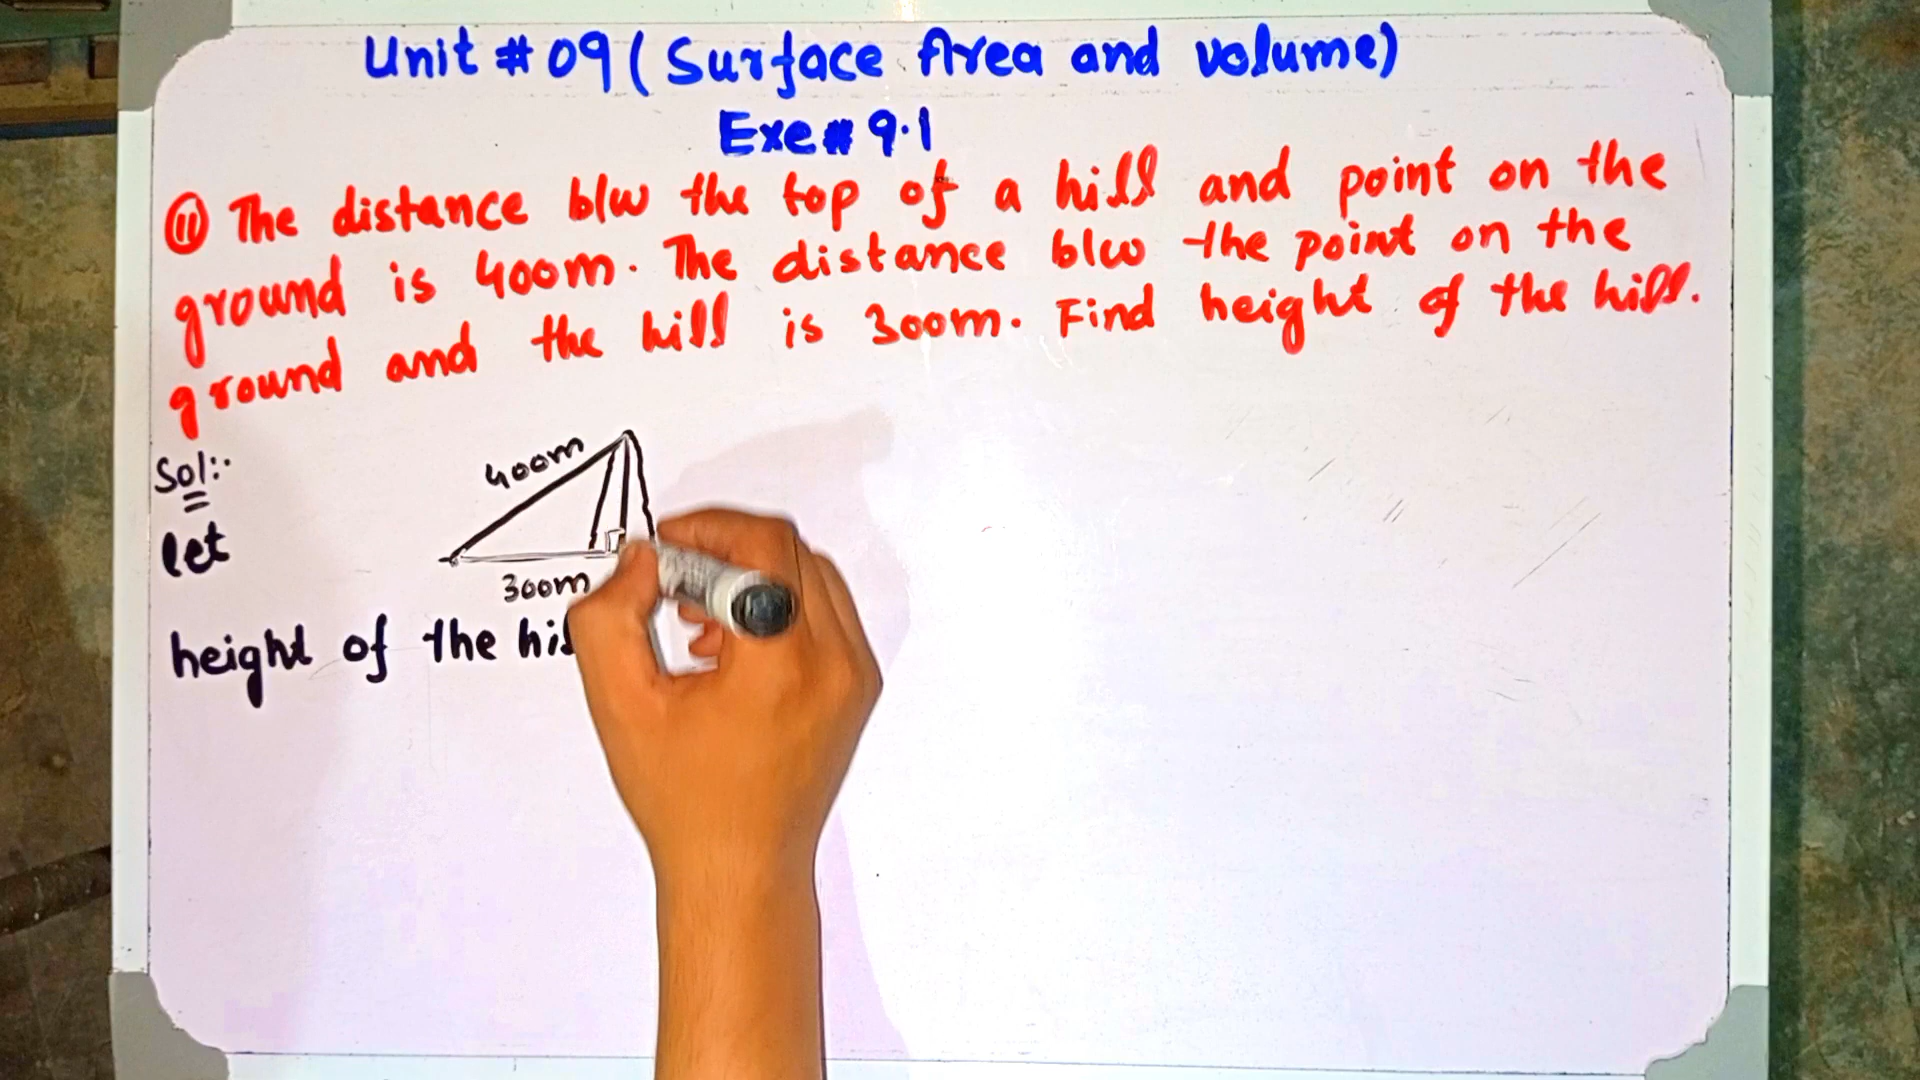 Unit # 09 ( Surface Area and volume)
Exe# 9.1
⑪ The distance b/w the top of a hill and point on the
ground is 400m. The distance b/w the point on the
ground and the hill is 300m. Find height of the hill.
Sol:-
400m
let
300m
height of the